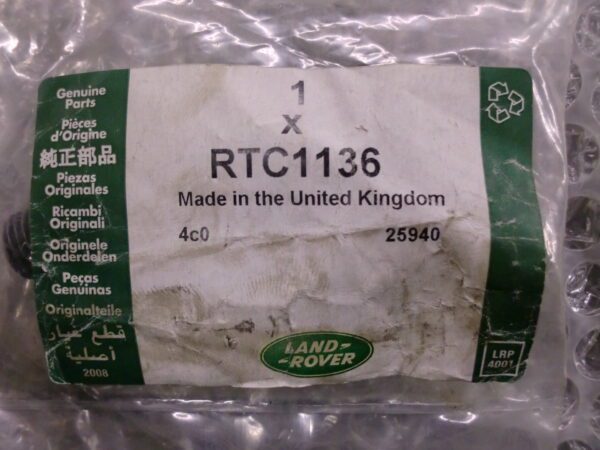 Genuine
Parts
Pièces
d'Origine
純正部品
Piezas
Originales
Ricambi
Originali
Originele
Onderdelen
Peças
Genuinas
Originalteile
قطع غيار
أصلية
2008
1
x
RTC1136
Made in the United Kingdom
4c0 25940
LAND-
-ROVER
LRP
4001